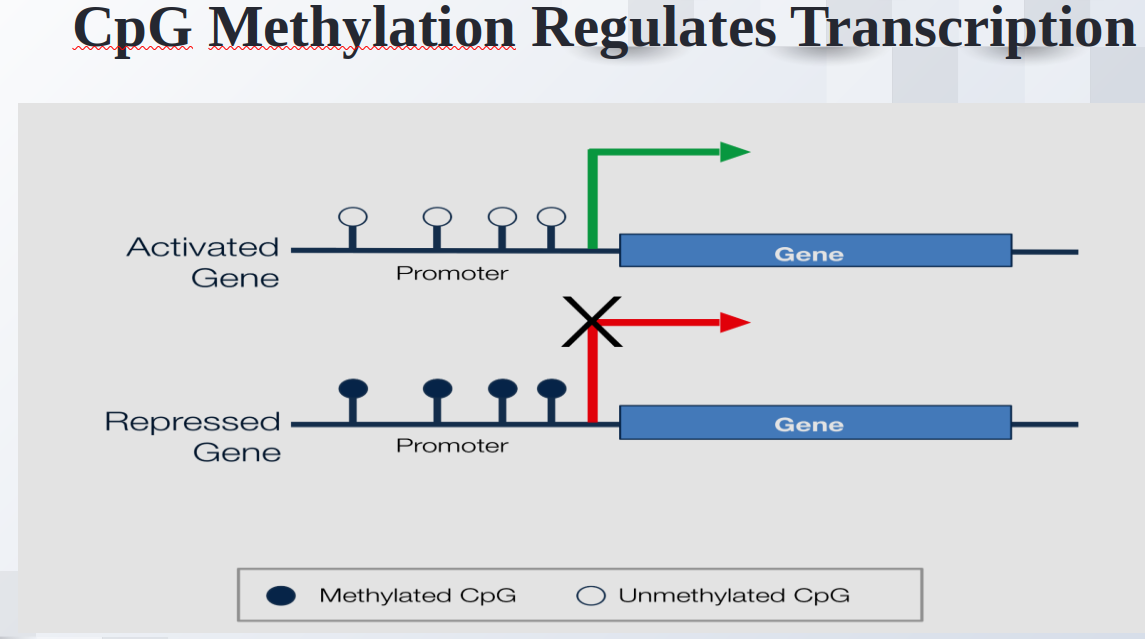 CpG Methylation Regulates Transcription
Activated
Gene
Promoter
Gene
Repressed
Gene
Promoter
Gene
Methylated CpG
Unmethylated CpG